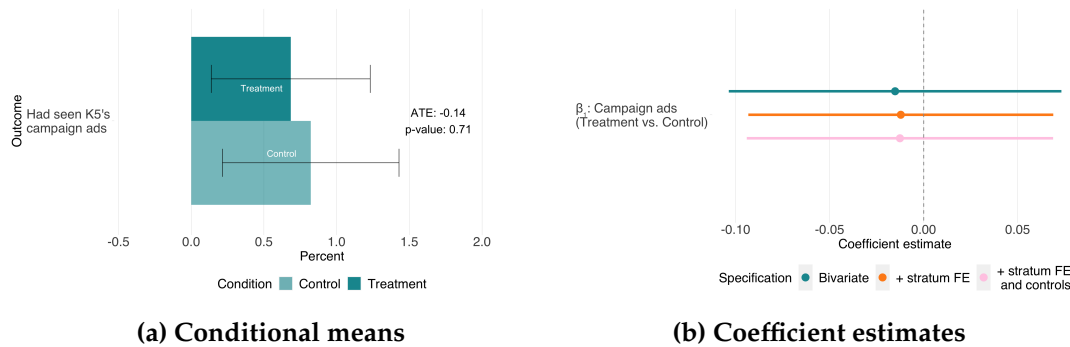 Outcome
Had seen K5's
campaign ads
Treatment
Control
ATE: -0.14
p-value: 0.71
-0.5 0.0 0.5 1.0 1.5 2.0
Percent
Condition Control Treatment
(a) Conditional means
β1: Campaign ads
(Treatment vs. Control)
-0.10 -0.05 0.00 0.05
Coefficient estimate
Specification Bivariate + stratum FE + stratum FE
and controls
(b) Coefficient estimates